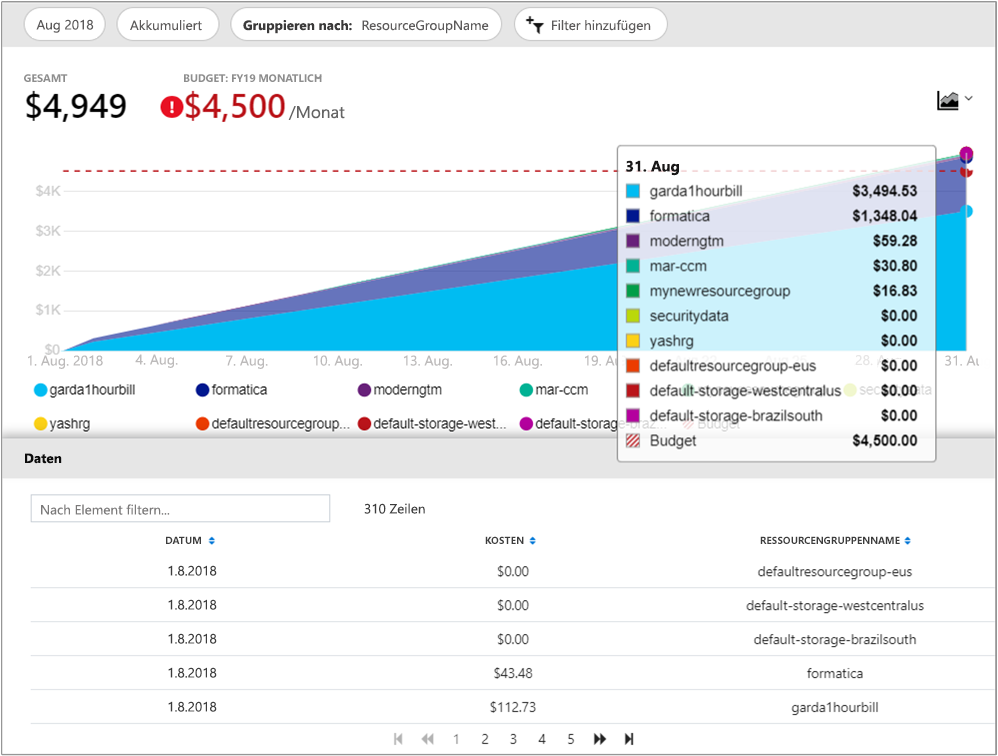 Aug 2018 Akkumuliert Gruppieren nach: ResourceGroupName Filter hinzufügen
GESAMT BUDGET: FY19 MONATLICH
$4,949 $4,500 /Monat
31. Aug
garda1hourbill $3,494.53
formatica $1,348.04
moderngtm $59.28
mar-ccm $30.80
mynewresourcegroup $16.83
securitydata $0.00
yashrg $0.00
defaultresourcegroup-eus $0.00
default-storage-westcentralus $0.00
default-storage-brazilsouth $0.00
Budget $4,500.00
$4K
$3K
$2K
$1K
$0
1. Aug. 2018 4. Aug. 7. Aug. 10. Aug. 13. Aug. 16. Aug. 19. A 28. A 31. Au
garda1hourbill formatica moderngtm mar-ccm
yashrg defaultresourcegroup... default-storage-west... default-storage-braz... Budget
Daten
Nach Element filtern... 310 Zeilen
DATUM KOSTEN RESSOURCENGRUPPENNAME
1.8.2018 $0.00 defaultresourcegroup-eus
1.8.2018 $0.00 default-storage-westcentralus
1.8.2018 $0.00 default-storage-brazilsouth
1.8.2018 $43.48 formatica
1.8.2018 $112.73 garda1hourbill
1 2 3 4 5